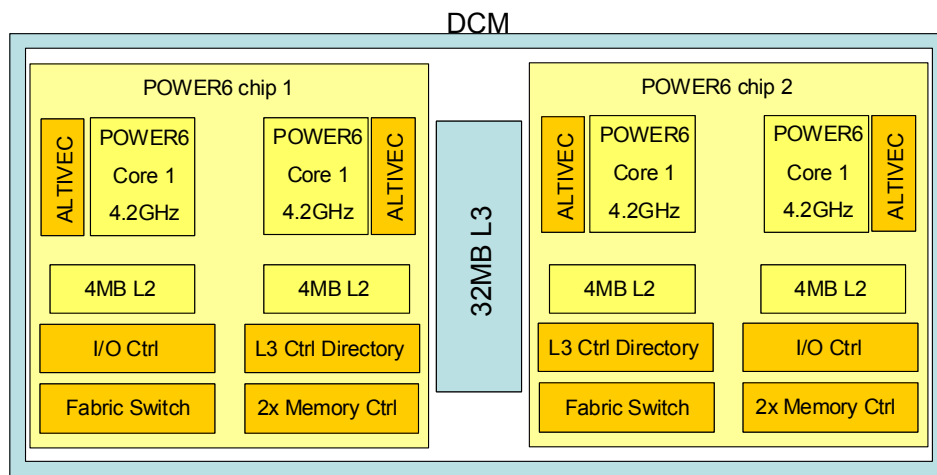 DCM
POWER6 chip 1
ALTIVEC
POWER6
Core 1
4.2GHz
POWER6
Core 1
4.2GHz
ALTIVEC
4MB L2
4MB L2
I/O Ctrl
L3 Ctrl Directory
Fabric Switch
2x Memory Ctrl
32MB L3
POWER6 chip 2
ALTIVEC
POWER6
Core 1
4.2GHz
POWER6
Core 1
4.2GHz
ALTIVEC
4MB L2
4MB L2
L3 Ctrl Directory
I/O Ctrl
Fabric Switch
2x Memory Ctrl